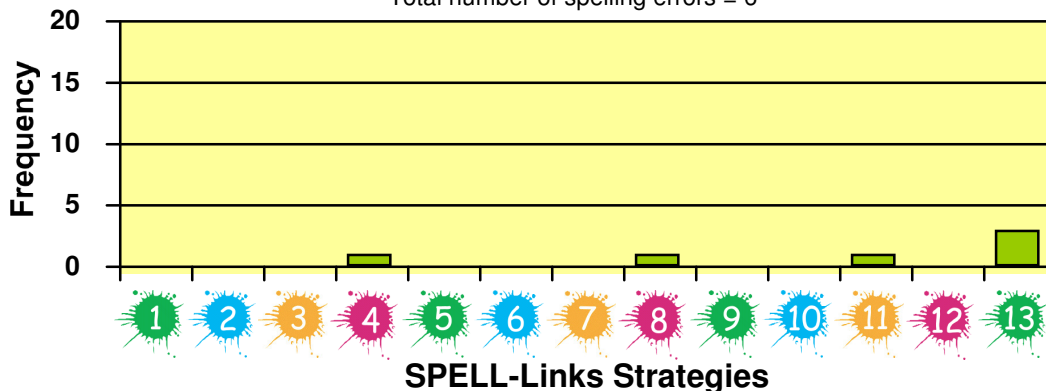 Total number of spelling errors = 6
20
15
10
5
0
Frequency
1 2 3 4 5 6 7 8 9 10 11 12 13
SPELL-Links Strategies